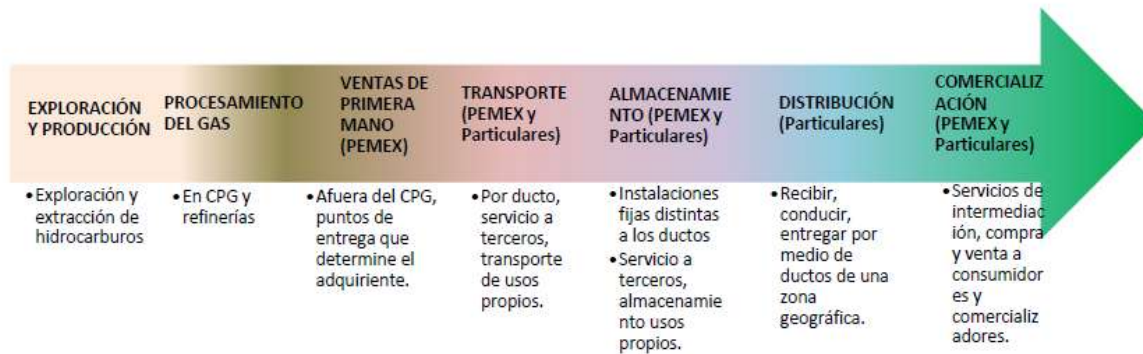 EXPLORACIÓN
Y PRODUCCIÓN
PROCESAMIENTO
DEL GAS
VENTAS DE
PRIMERA
MANO
(PEMEX)
TRANSPORTE
(PEMEX y
Particulares)
ALMACENAMIE
NTO (PEMEX y
Particulares)
DISTRIBUCIÓN
(Particulares)
COMERCIALIZ
ACIÓN
(PEMEX y
Particulares)
•Exploración y
extracción de
hidrocarburos
•En CPG y
refinerías
•Afuera del CPG,
puntos de
entrega que
determine el
adquiriente.
•Por ducto,
servicio a
terceros,
transporte
de usos
propios.
•Instalaciones
fijas distintas
a los ductos
•Servicio a
terceros,
almacenamie
nto usos
propios.
•Recibir,
conducir,
entregar por
medio de
ductos de una
zona
geográfica.
•Servicios de
intermediac
ión, compra
y venta a
consumidor
es y
comercializ
adores.